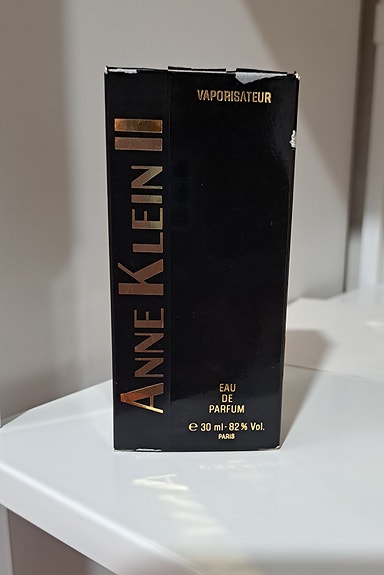 ANNE KLEIN II
VAPORISATEUR
EAU
DE
PARFUM
℮ 30 ml - 82 % Vol.
PARIS